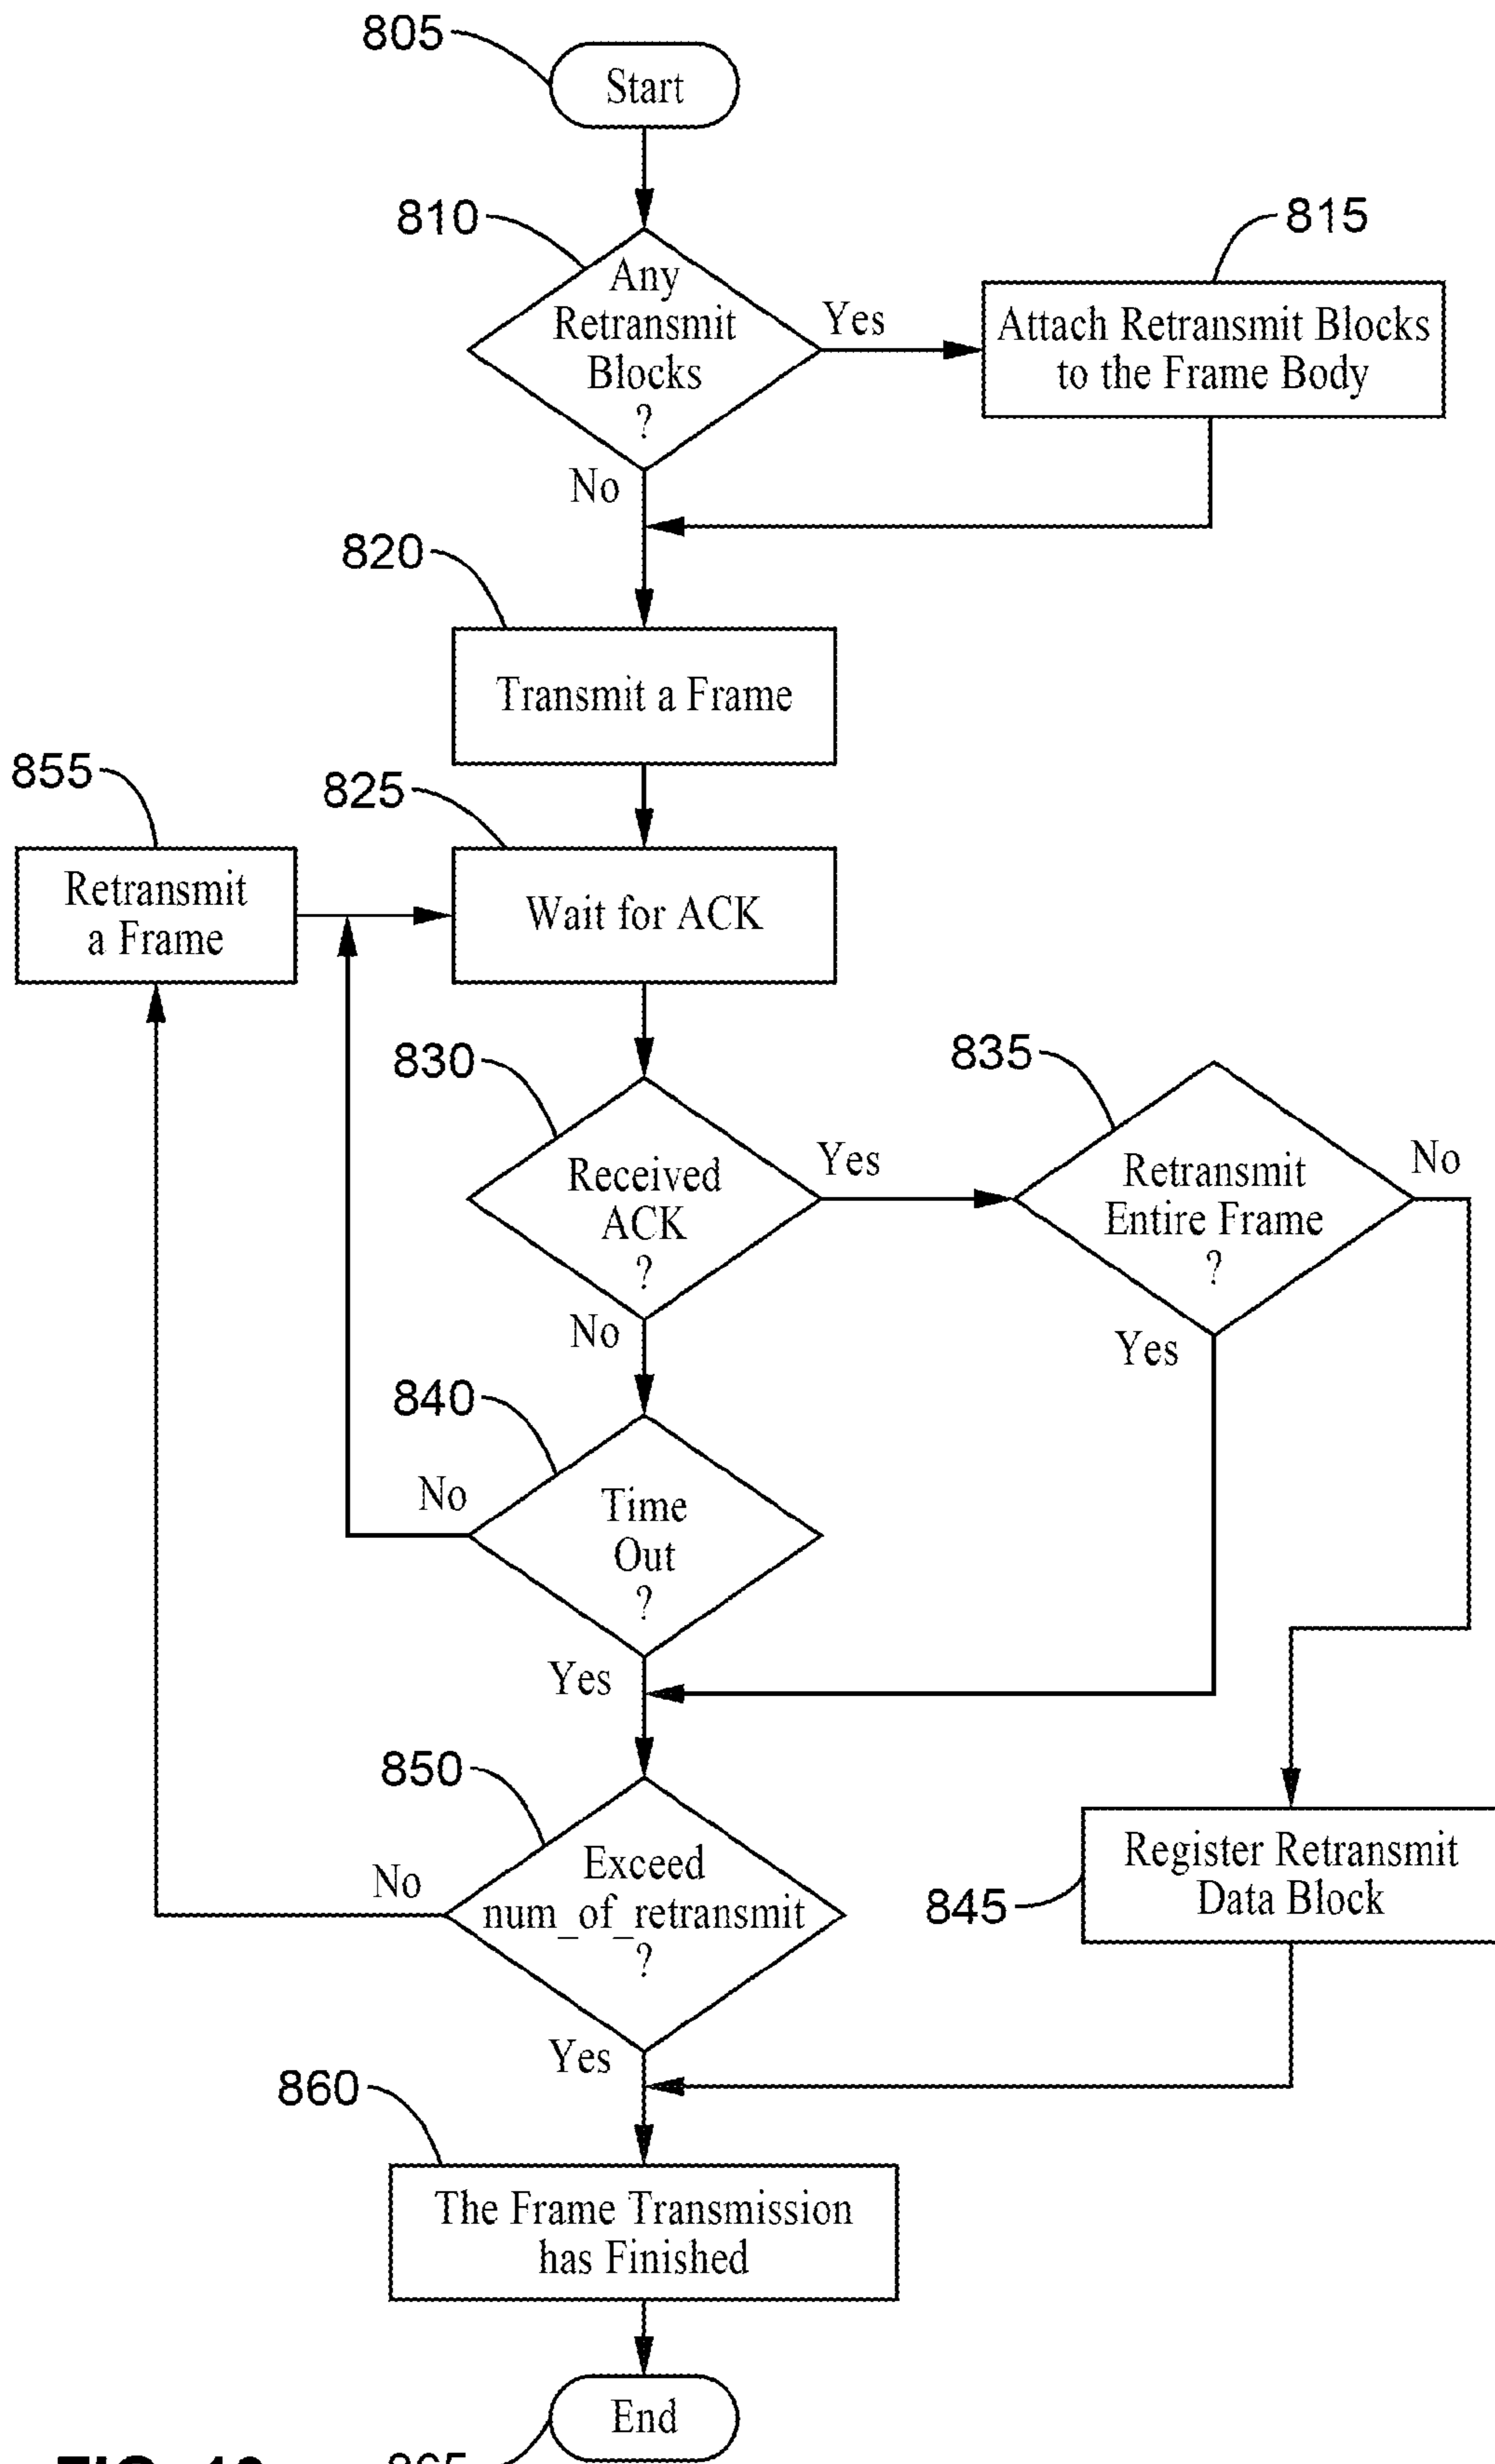 805
Start
810
Any
Retransmit
Blocks
?
Yes
815
Attach Retransmit Blocks
to the Frame Body
No
820
Transmit a Frame
855
Retransmit
a Frame
825
Wait for ACK
830
Received
ACK
?
Yes
835
Retransmit
Entire Frame
?
No
No
Yes
840
Time
Out
?
No
Yes
850
Exceed
num_of_retransmit
?
No
845
Register Retransmit
Data Block
Yes
860
The Frame Transmission
has Finished
End